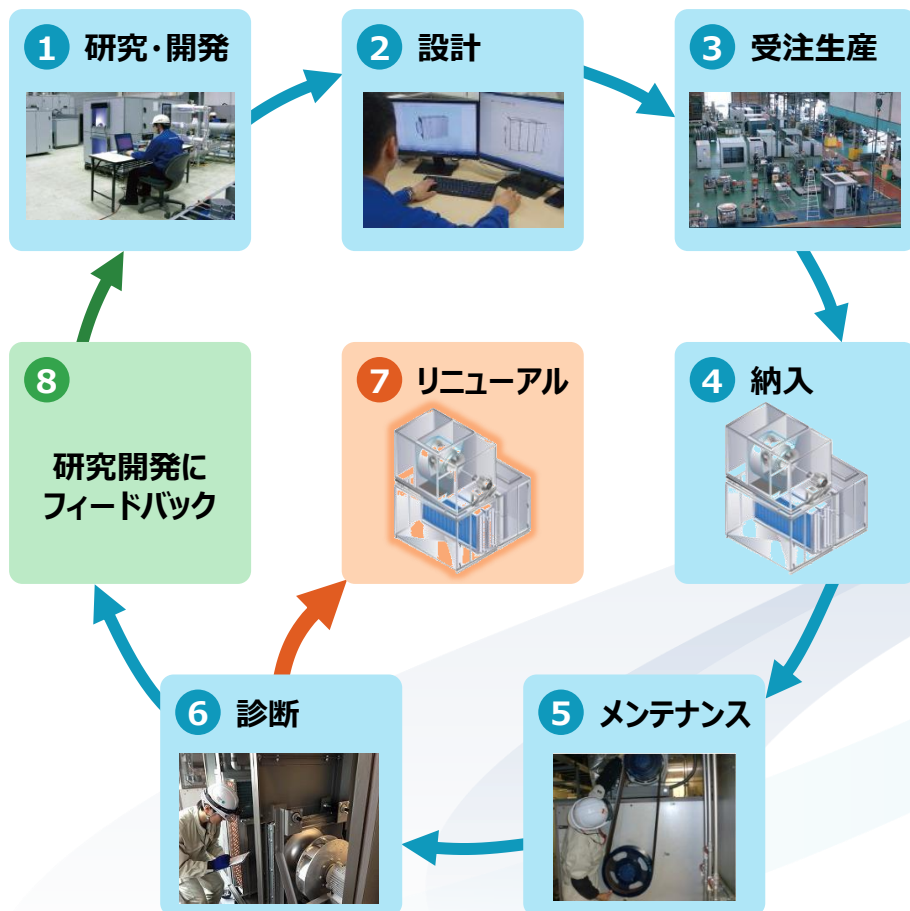 1 研究・開発
2 設計
3 受注生産
4 納入
5 メンテナンス
6 診断
7 リニューアル
8
研究開発に
フィードバック